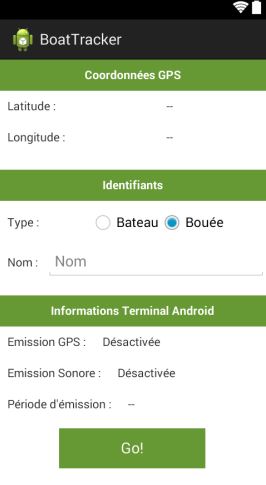 BoatTracker
Coordonnées GPS
Latitude : --
Longitude : --
Identifiants
Type : Bateau Bouée
Nom : Nom
Informations Terminal Android
Emission GPS : Désactivée
Emission Sonore : Désactivée
Période d'émission : --
Go!